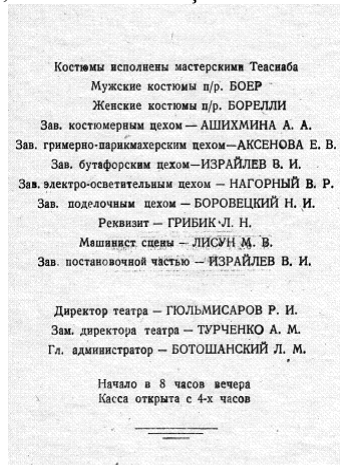 Костюмы исполнены мастерскими Теаснаба
Мужские костюмы п/р. БОЕР
Женские костюмы п/р. БОРЕЛЛИ
Зав. костюмерным цехом — АШИХМИНА А. А.
Зав. гримерно-парикмахерским цехом—АКСЕНОВА Е. В.
Зав. бутафорским цехом—ИЗРАЙЛЕВ В. И.
Зав. электро-осветительным цехом — НАГОРНЫЙ В. Р.
Зав. поделочным цехом — БОРОВЕЦКИЙ Н. И.
Реквизит — ГРИБИК Л. Н.
Машинист сцены — ЛИСУН М. В.
Зав. постановочной частью — ИЗРАЙЛЕВ В. И.
Директор театра — ГЮЛЬМИСАРОВ Р. И.
Зам. директора театра — ТУРЧЕНКО А. М.
Гл. администратор — БОТОШАНСКИЙ Л. М.
Начало в 8 часов вечера
Касса открыта с 4-х часов